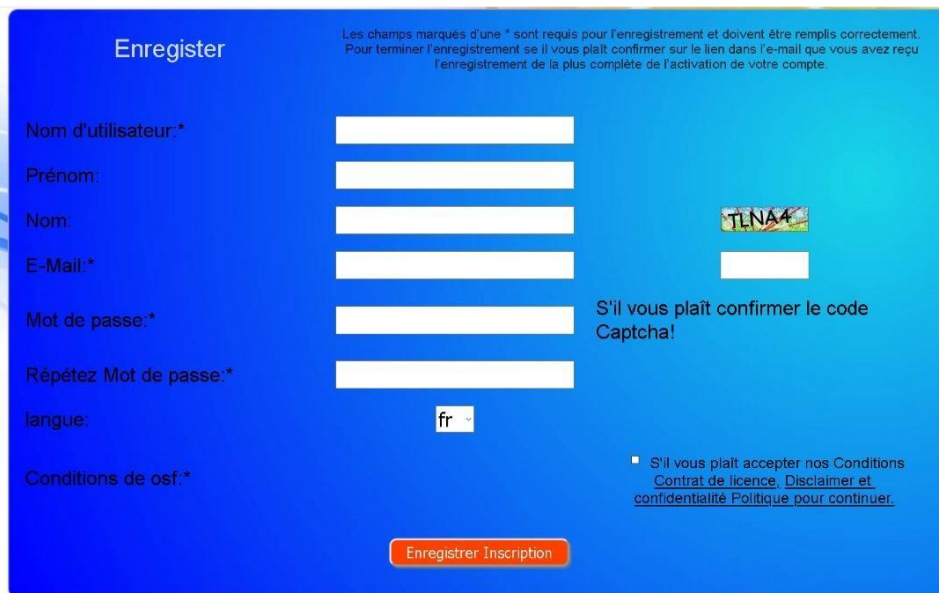 Enregister
Les champs marqués d'une * sont requis pour l'enregistrement et doivent être remplis correctement.
Pour terminer l'enregistrement se il vous plaît confirmer sur le lien dans l'e-mail que vous avez reçu
l'enregistrement de la plus complète de l'activation de votre compte.
Nom d'utilisateur:*
Prénom:
Nom:
TLNA4
E-Mail:*
Mot de passe:*
S'il vous plaît confirmer le code
Captcha!
Répétez Mot de passe:*
langue:
fr
Conditions de osf:*
S'il vous plaît accepter nos Conditions
Contrat de licence, Disclaimer et
confidentialité Politique pour continuer.
Enregistrer Inscription